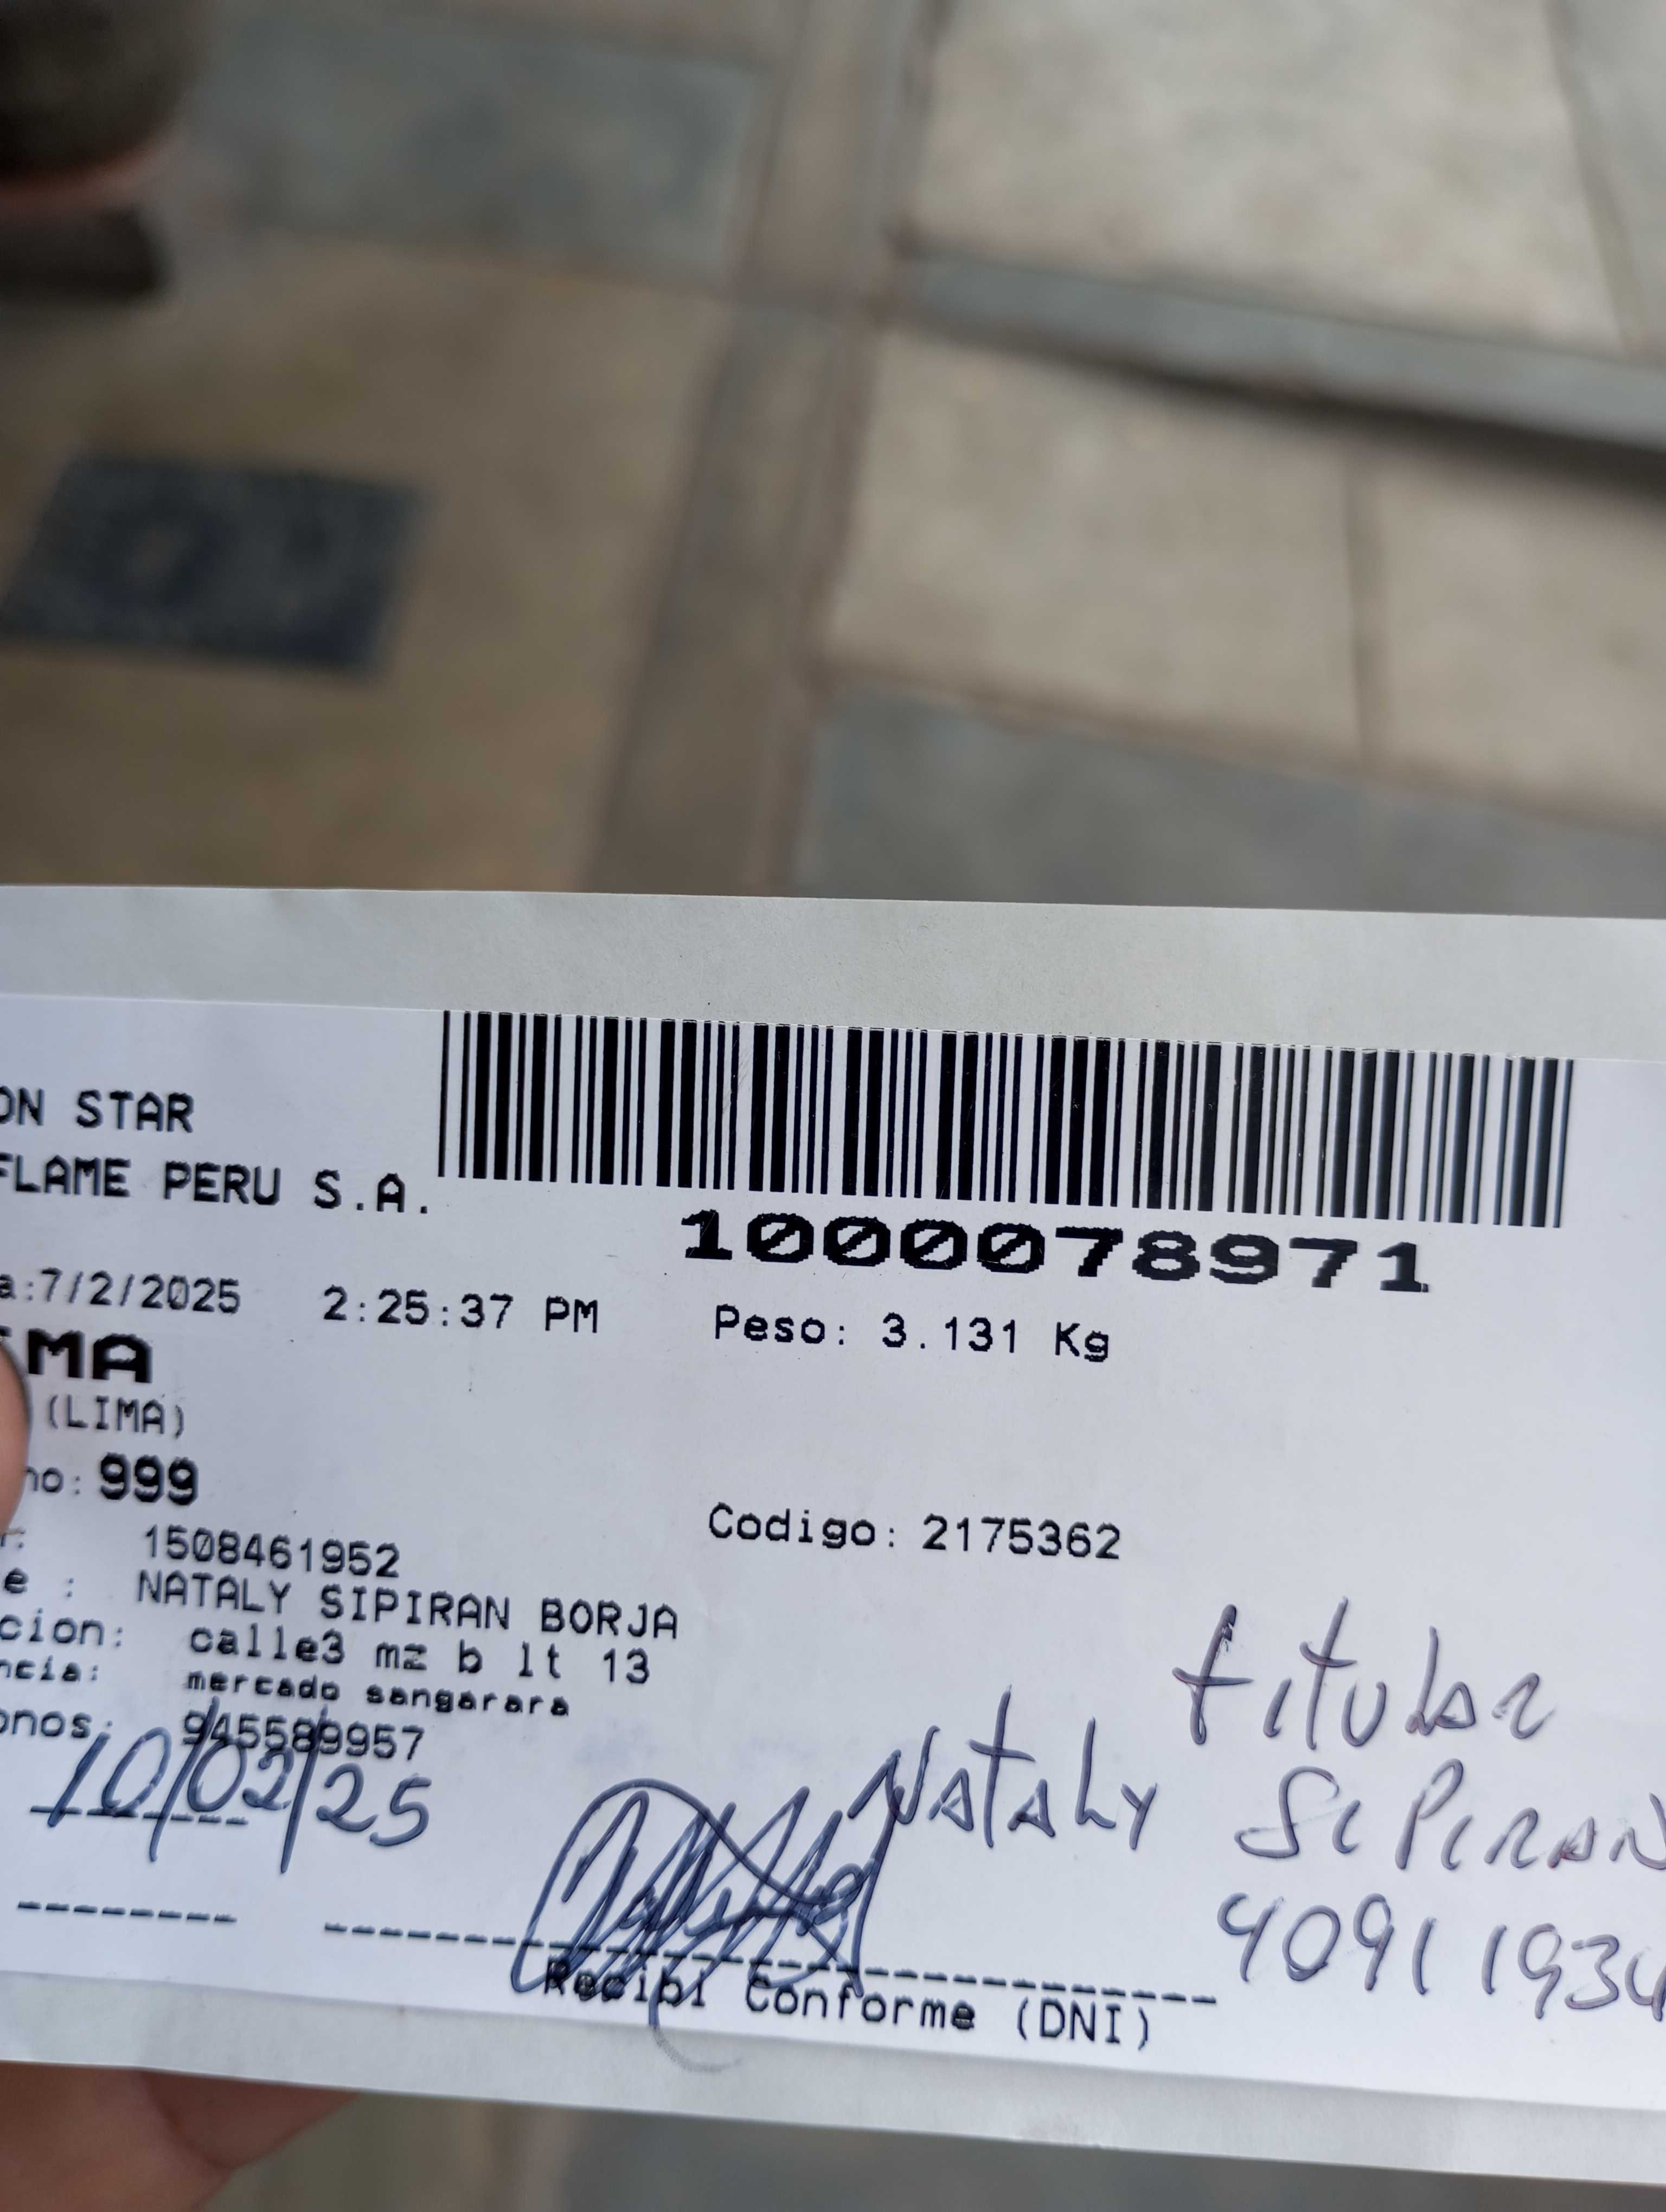 ON STAR
FLAME PERU S.A.
1000078971
a:7/2/2025 2:25:37 PM Peso: 3.131 Kg
MA
(LIMA)
no: 999
r: 1508461952 Codigo: 2175362
e : NATALY SIPIRAN BORJA
cion: calle3 mz b lt 13
ncia: mercado sangarara
onos: 945589957
10/02/25
titular
Nataly SIPIRAN
40911934
Recibi Conforme (DNI)